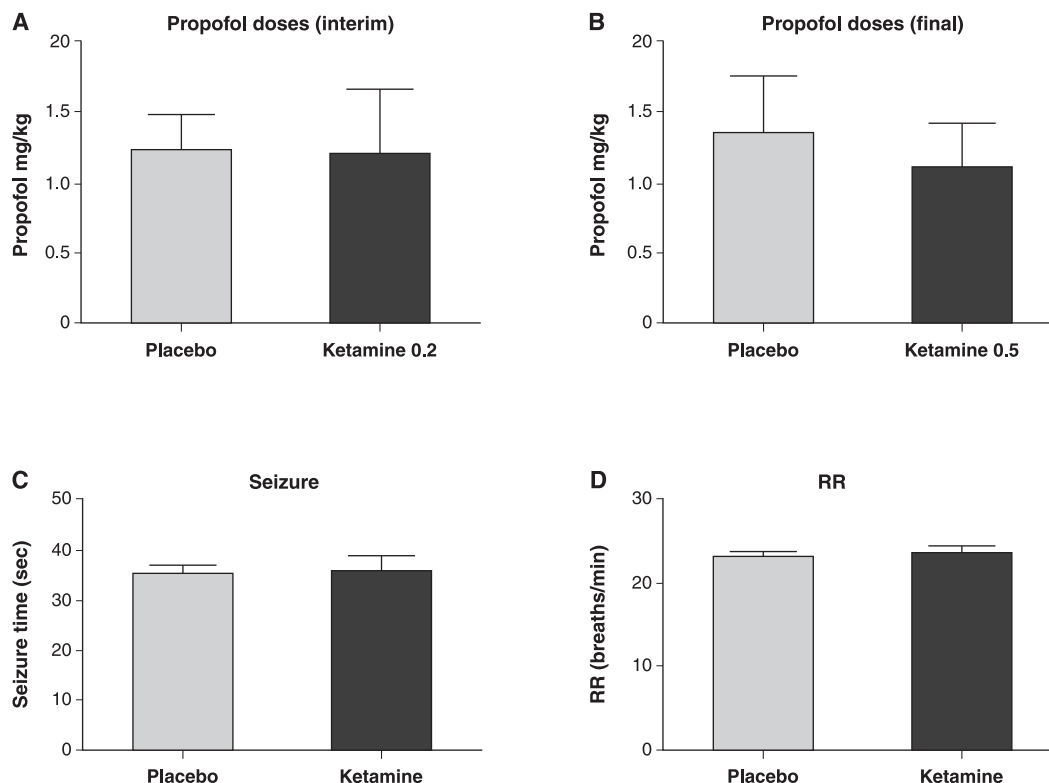 A Propofol doses (interim)
Propofol mg/kg
20
1.5
1.0
0.5
0
Placebo Ketamine 0.2
B Propofol doses (final)
Propofol mg/kg
20
1.5
1.0
0.5
0
Placebo Ketamine 0.5
C Seizure
Seizure time (sec)
50
40
30
20
10
0
Placebo Ketamine
D RR
RR (breaths/min)
30
20
10
0
Placebo Ketamine